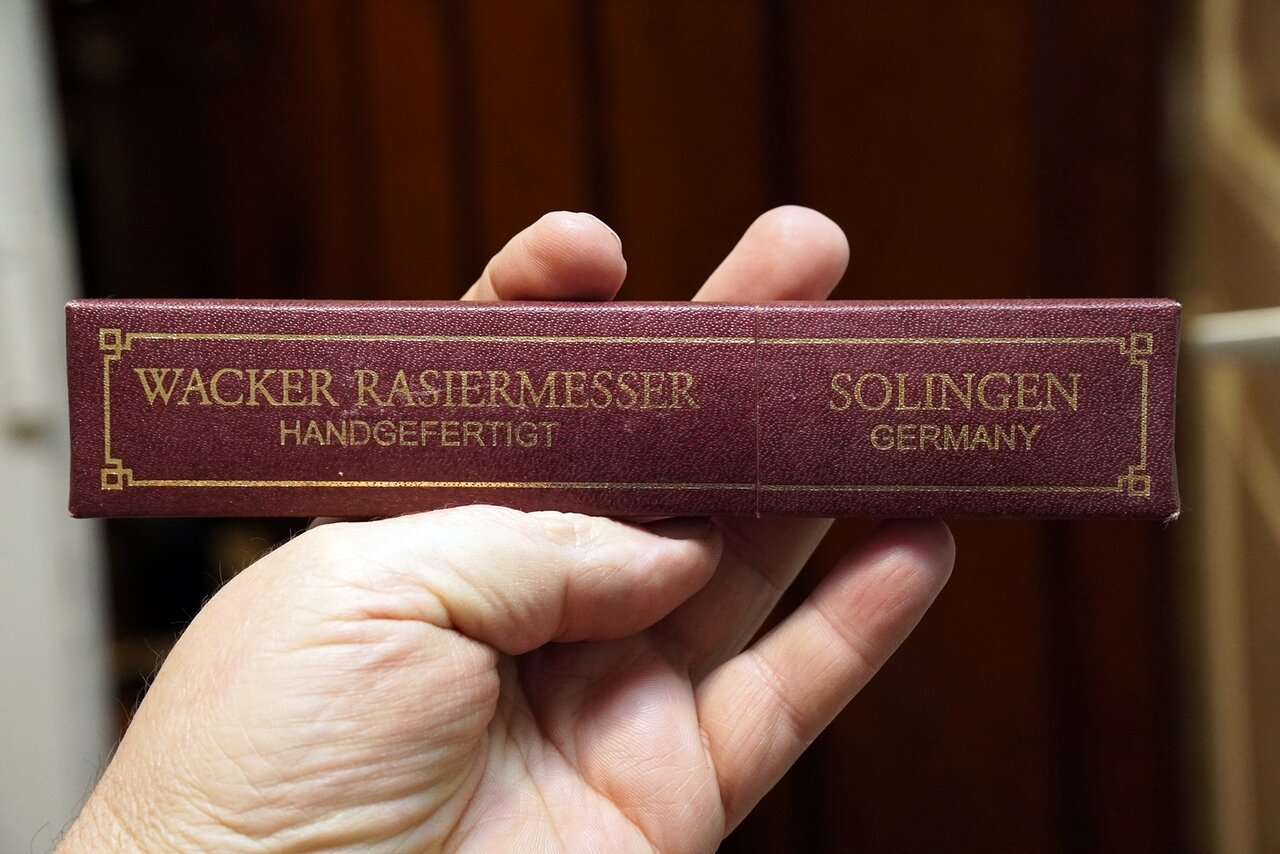 WACKER RASIERMESSER SOLINGEN
HANDGEFERTIGT GERMANY